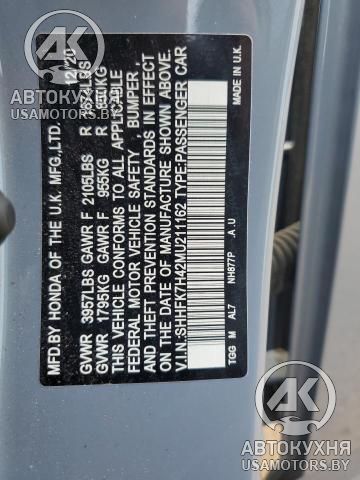 АВТОКУХНЯ
USAMOTORS.BY
MFD.BY HONDA OF THE U.K. MFG.,LTD. 12/20
GVWR 3957LBS GAWR F 2105LBS R
GVWR 1795KG GAWR F 955KG R
THIS VEHICLE CONFORMS TO ALL APPLICABLE
FEDERAL MOTOR VEHICLE SAFETY, BUMPER,
AND THEFT PREVENTION STANDARDS IN EFFECT
ON THE DATE OF MANUFACTURE SHOWN ABOVE.
V.I.N.:SHHFK7H42MU211162 TYPE:PASSENGER CAR
TGG M AL7 NH877P A.U
MADE IN U.K.
АВТОКУХНЯ
USAMOTORS.BY